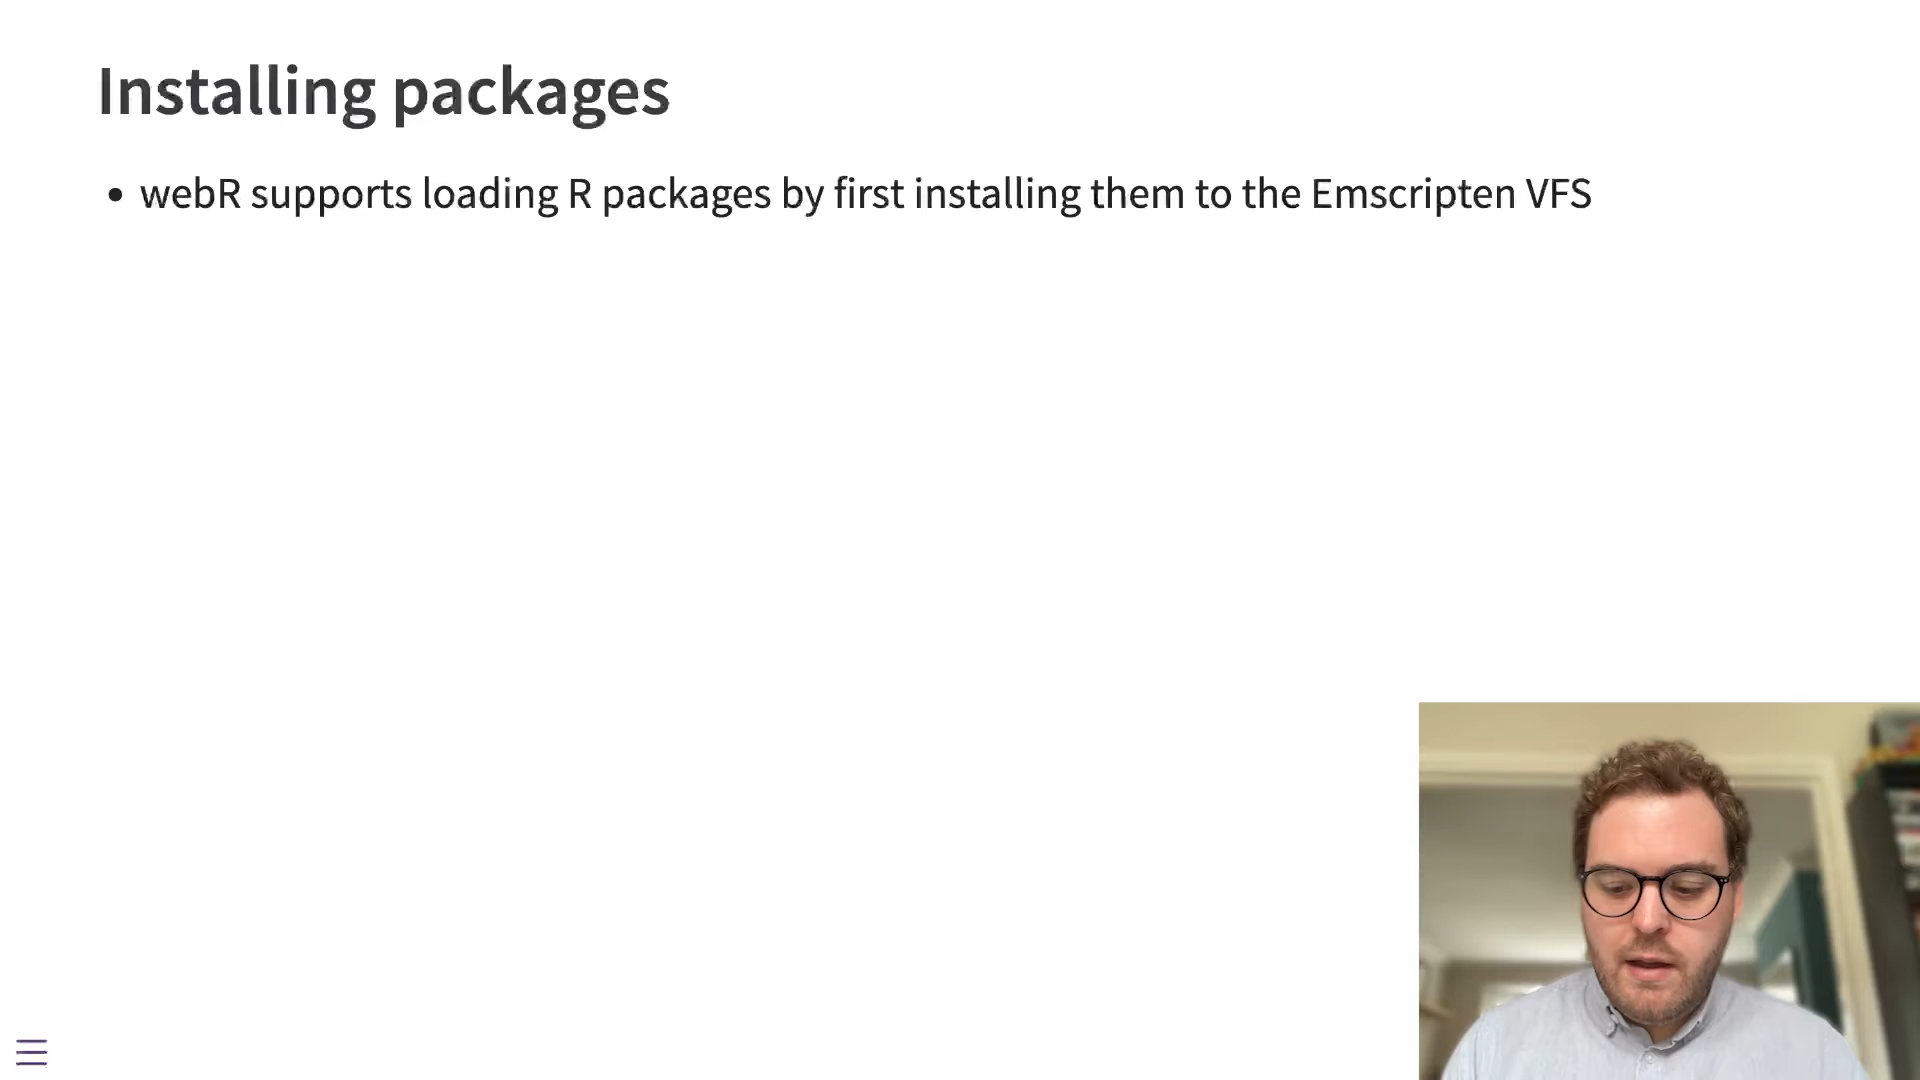 Installing packages
• webR supports loading R packages by first installing them to the Emscripten VFS